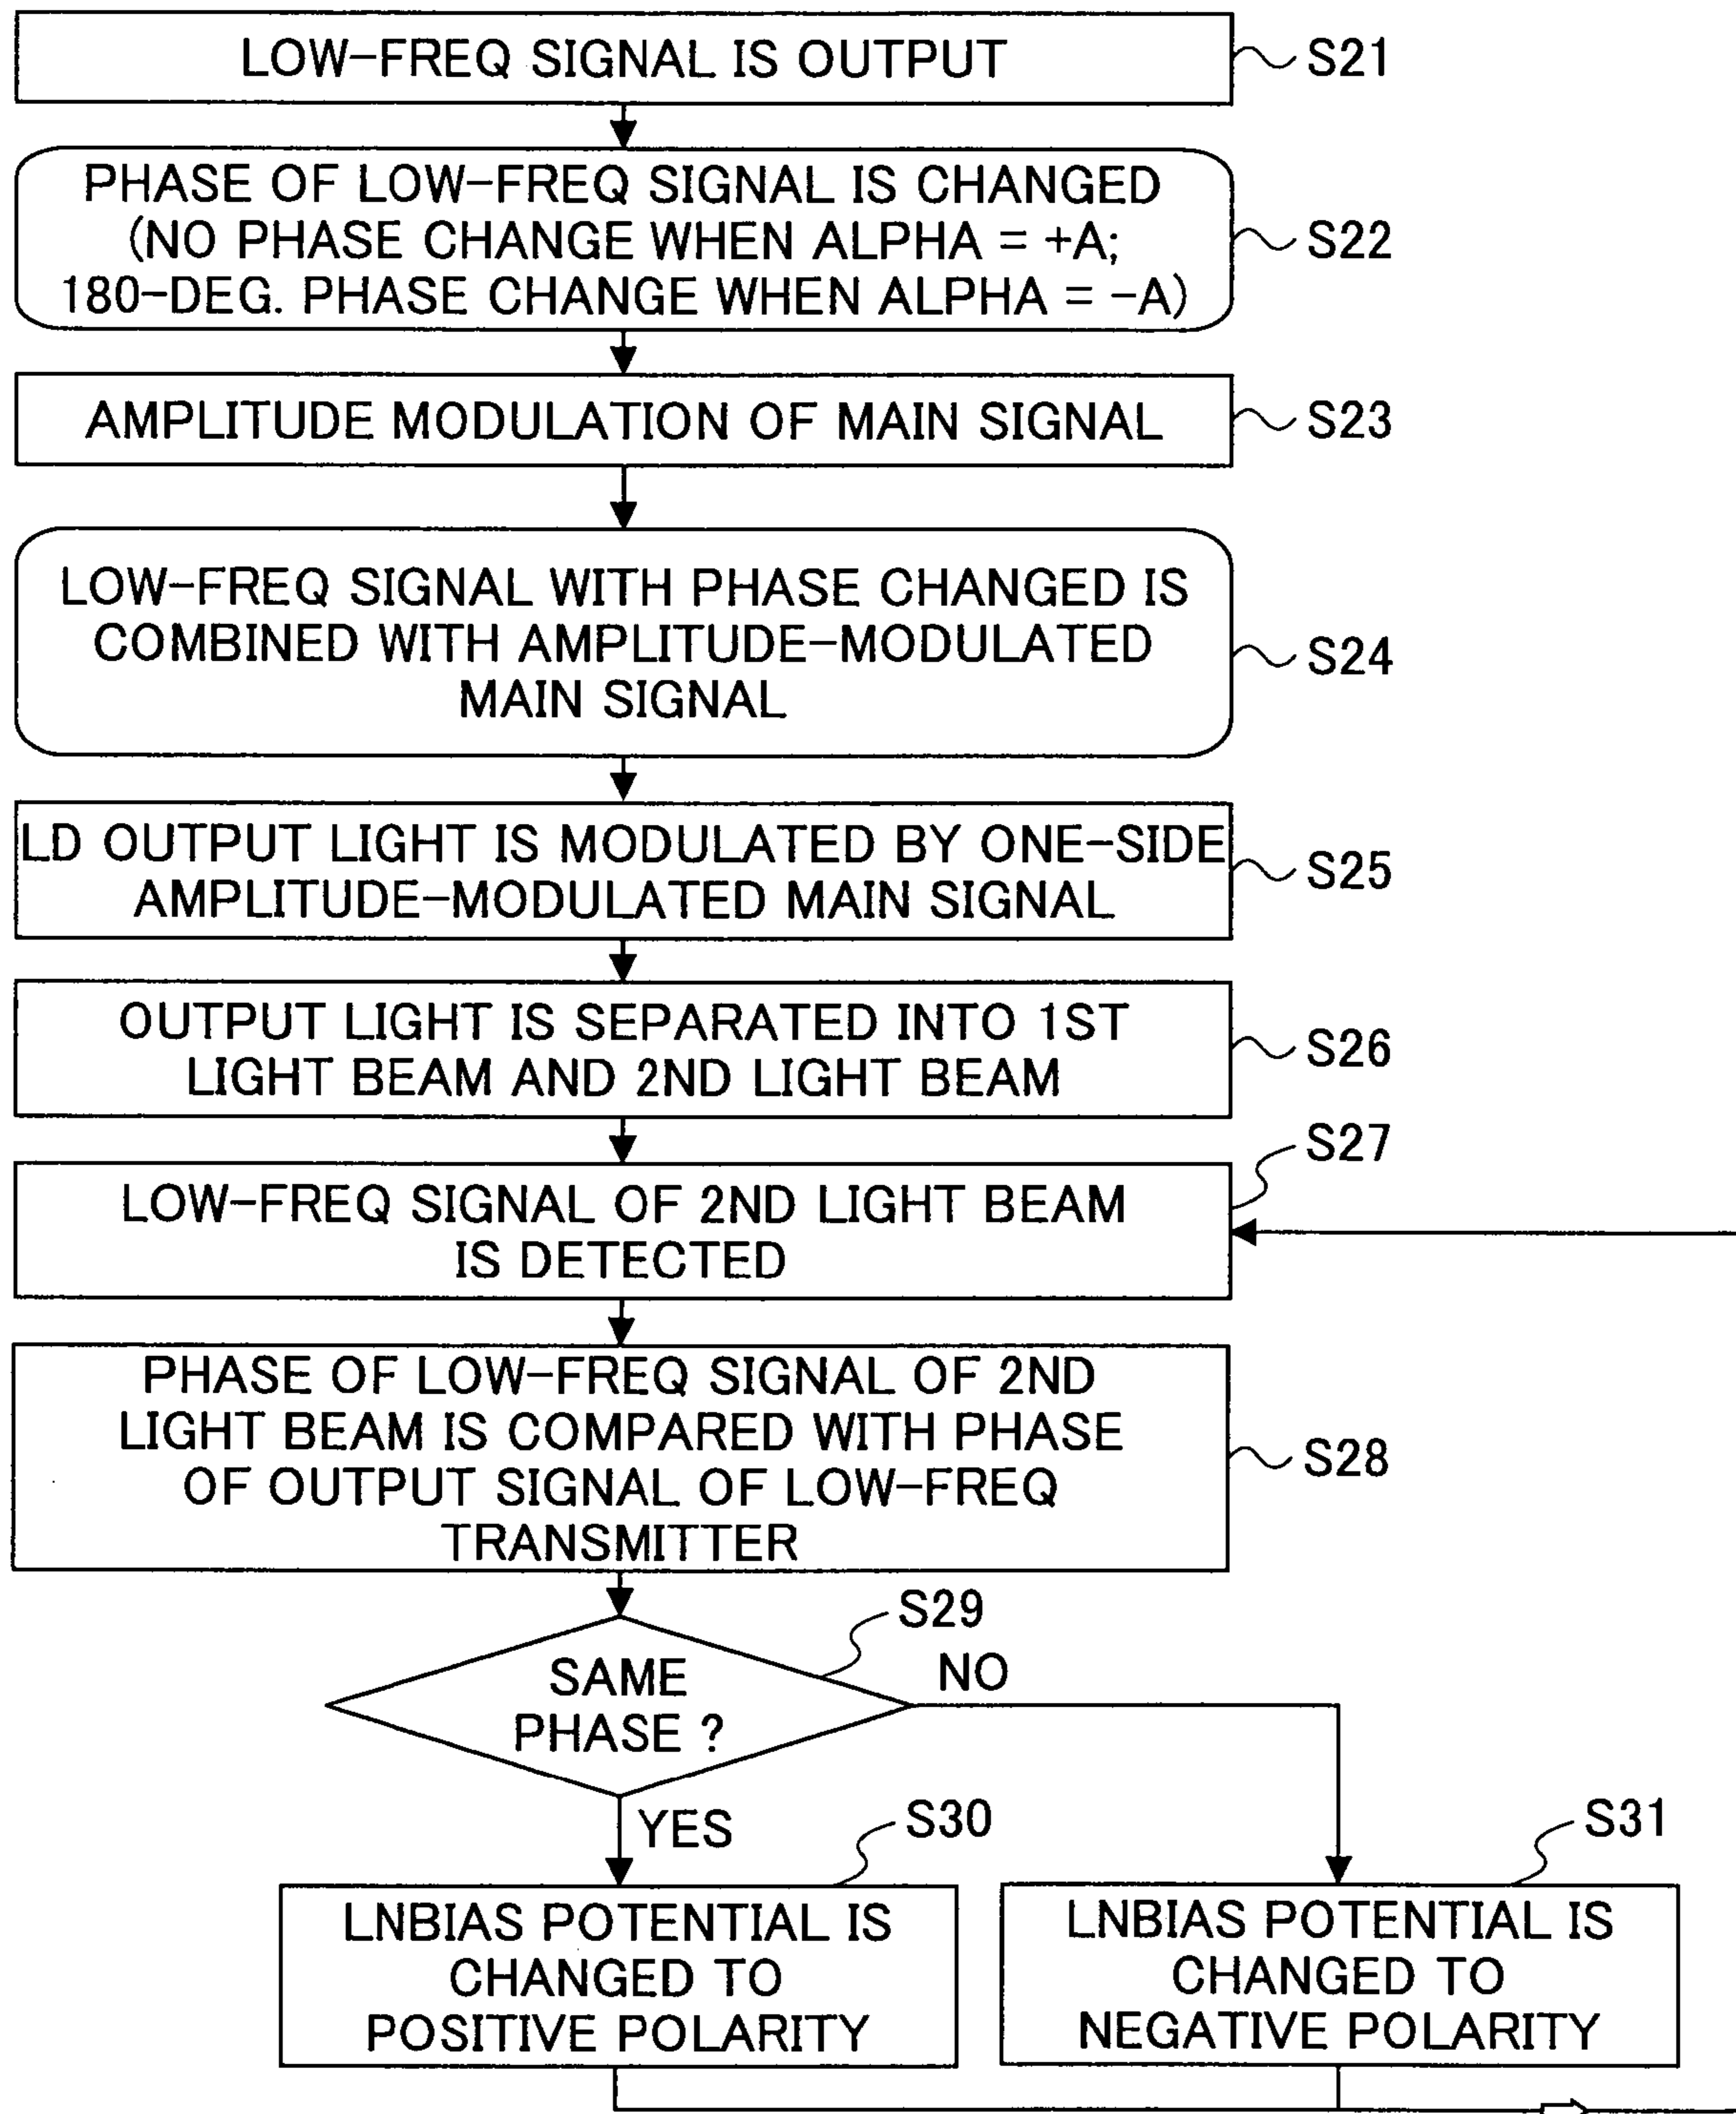 LOW-FREQ SIGNAL IS OUTPUT
S21
PHASE OF LOW-FREQ SIGNAL IS CHANGED
(NO PHASE CHANGE WHEN ALPHA = +A;
180-DEG. PHASE CHANGE WHEN ALPHA = -A)
S22
AMPLITUDE MODULATION OF MAIN SIGNAL
S23
LOW-FREQ SIGNAL WITH PHASE CHANGED IS
COMBINED WITH AMPLITUDE-MODULATED
MAIN SIGNAL
S24
LD OUTPUT LIGHT IS MODULATED BY ONE-SIDE
AMPLITUDE-MODULATED MAIN SIGNAL
S25
OUTPUT LIGHT IS SEPARATED INTO 1ST
LIGHT BEAM AND 2ND LIGHT BEAM
S26
S27
LOW-FREQ SIGNAL OF 2ND LIGHT BEAM
IS DETECTED
PHASE OF LOW-FREQ SIGNAL OF 2ND
LIGHT BEAM IS COMPARED WITH PHASE
OF OUTPUT SIGNAL OF LOW-FREQ
TRANSMITTER
S28
S29
SAME
PHASE ?
NO
YES
S30
S31
LNBIAS POTENTIAL IS
CHANGED TO
POSITIVE POLARITY
LNBIAS POTENTIAL IS
CHANGED TO
NEGATIVE POLARITY